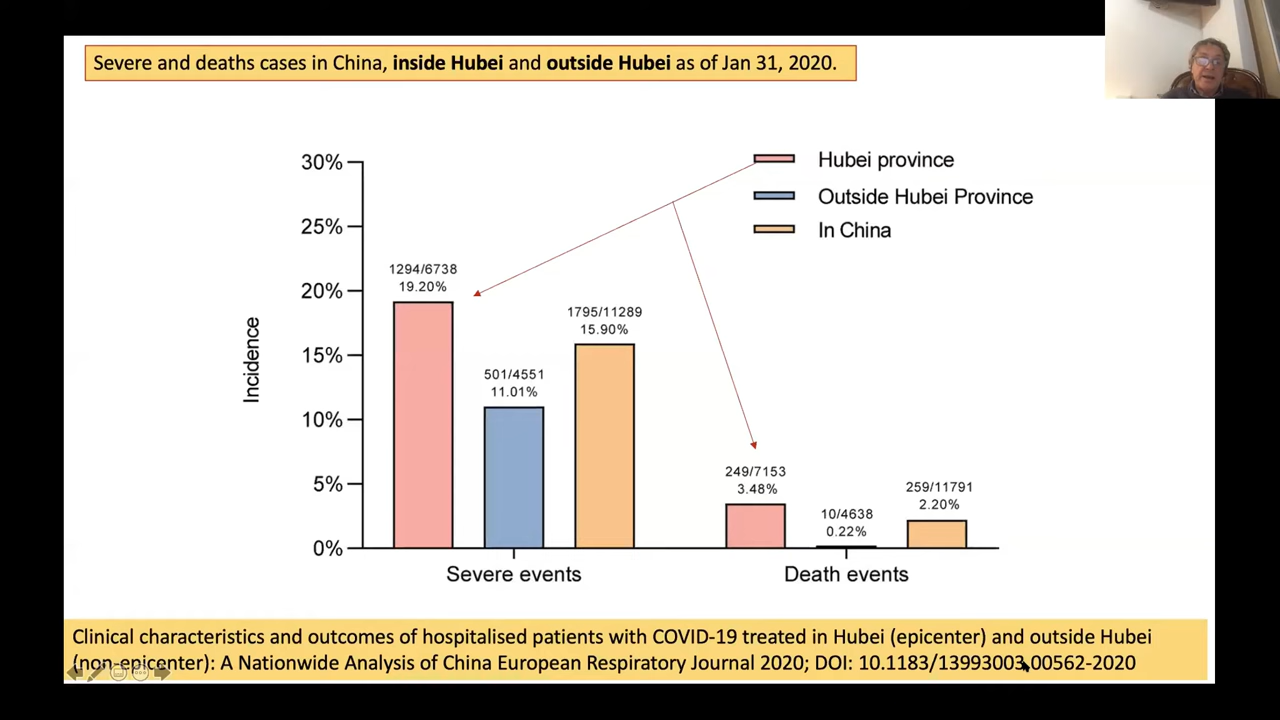 Severe and deaths cases in China, inside Hubei and outside Hubei as of Jan 31, 2020.
Hubei province
Outside Hubei Province
In China
Incidence
30%
25%
20%
15%
10%
5%
0%
1294/6738
19.20%
501/4551
11.01%
1795/11289
15.90%
249/7153
3.48%
10/4638
0.22%
259/11791
2.20%
Severe events
Death events
Clinical characteristics and outcomes of hospitalised patients with COVID-19 treated in Hubei (epicenter) and outside Hubei
(non-epicenter): A Nationwide Analysis of China European Respiratory Journal 2020; DOI: 10.1183/13993003.00562-2020